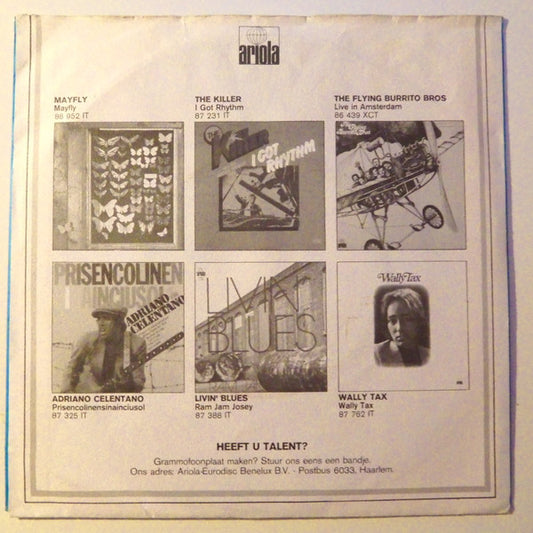 ariola
MAYFLY
Mayfly
86 952 IT
THE KILLER
I Got Rhythm
87 231 IT
THE FLYING BURRITO BROS
Live in Amsterdam
86 439 XCT
Killer
I GOT
RHYTHM
PRISENCOLINEN
AINCIUSOL
ADRIANO
CELENTANO
LIVIN'
BLUES
Wally Tax
ADRIANO CELENTANO
Prisencolinensinainciusol
87 325 IT
LIVIN' BLUES
Ram Jam Josey
87 388 IT
WALLY TAX
Wally Tax
87 762 IT
HEEFT U TALENT?
Grammofoonplaat maken? Stuur ons eens een bandje.
Ons adres: Ariola-Eurodisc Benelux B.V. - Postbus 6033, Haarlem.